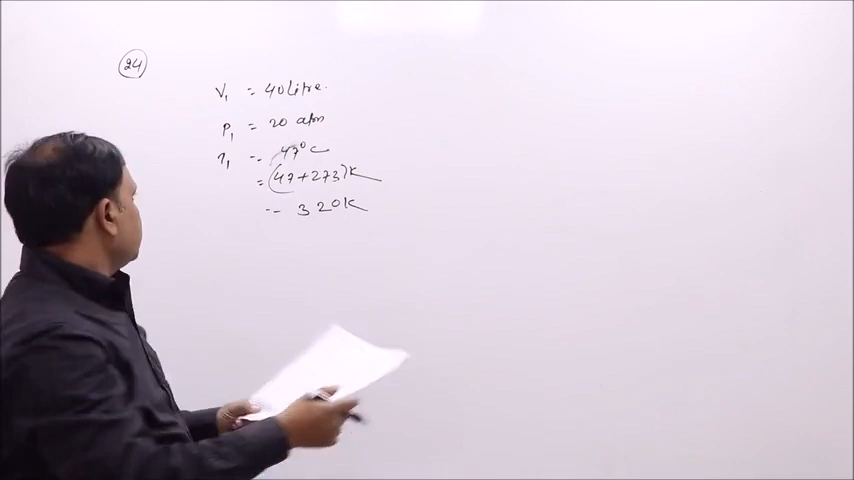 24
V₁ = 40 litre.
P₁ = 20 atm
T₁ = 47°C
= (47+273)K
= 320K